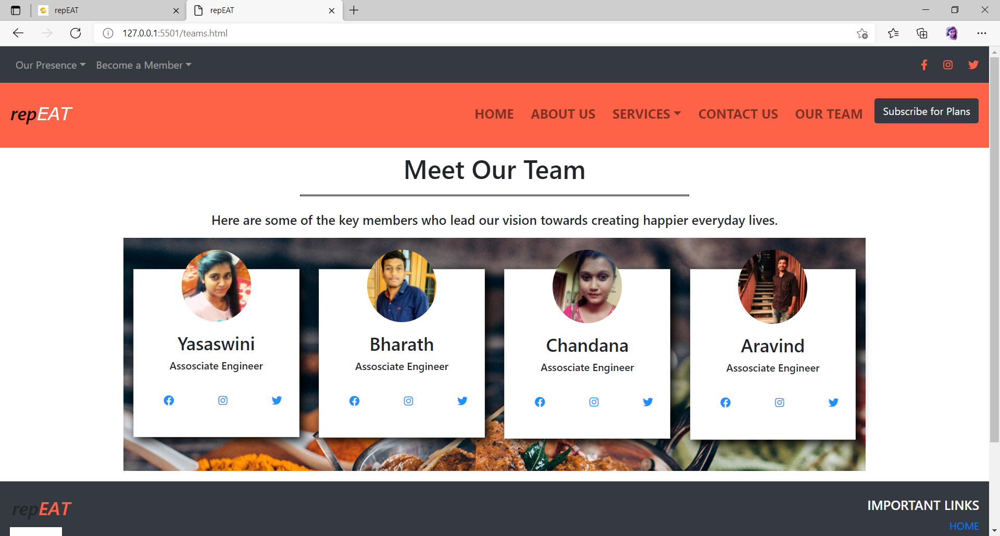 repEAT
repEAT
127.0.0.1:5501/teams.html
Our Presence Become a Member
repEAT
HOME ABOUT US SERVICES CONTACT US OUR TEAM Subscribe for Plans
Meet Our Team
Here are some of the key members who lead our vision towards creating happier everyday lives.
Yasaswini
Assosciate Engineer
Bharath
Assosciate Engineer
Chandana
Assosciate Engineer
Aravind
Assosciate Engineer
repEAT
IMPORTANT LINKS
HOME